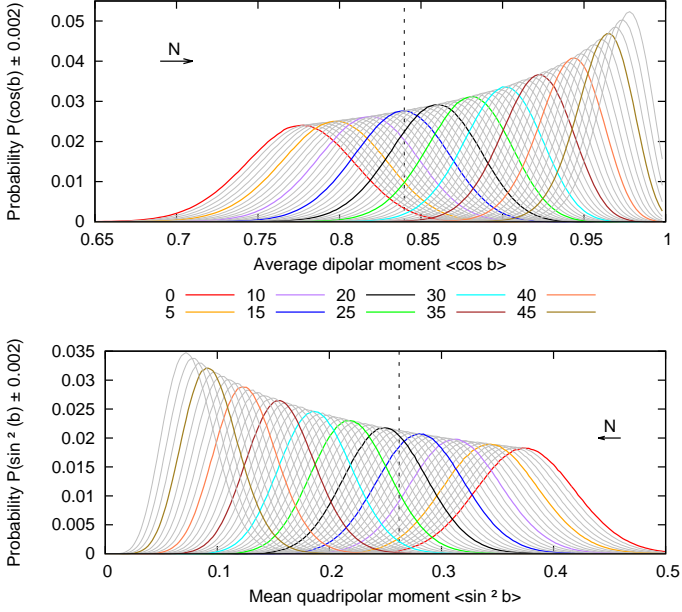 Probability P(cos(b) ± 0.002)
0.05
0.04
0.03
0.02
0.01
0
N
0.65 0.7 0.75 0.8 0.85 0.9 0.95 1
Average dipolar moment <cos b>
0 10 20 30 40
5 15 25 35 45
Probability P(sin ² (b) ± 0.002)
0.035
0.03
0.025
0.02
0.015
0.01
0.005
0
N
0 0.1 0.2 0.3 0.4 0.5
Mean quadripolar moment <sin ² b>